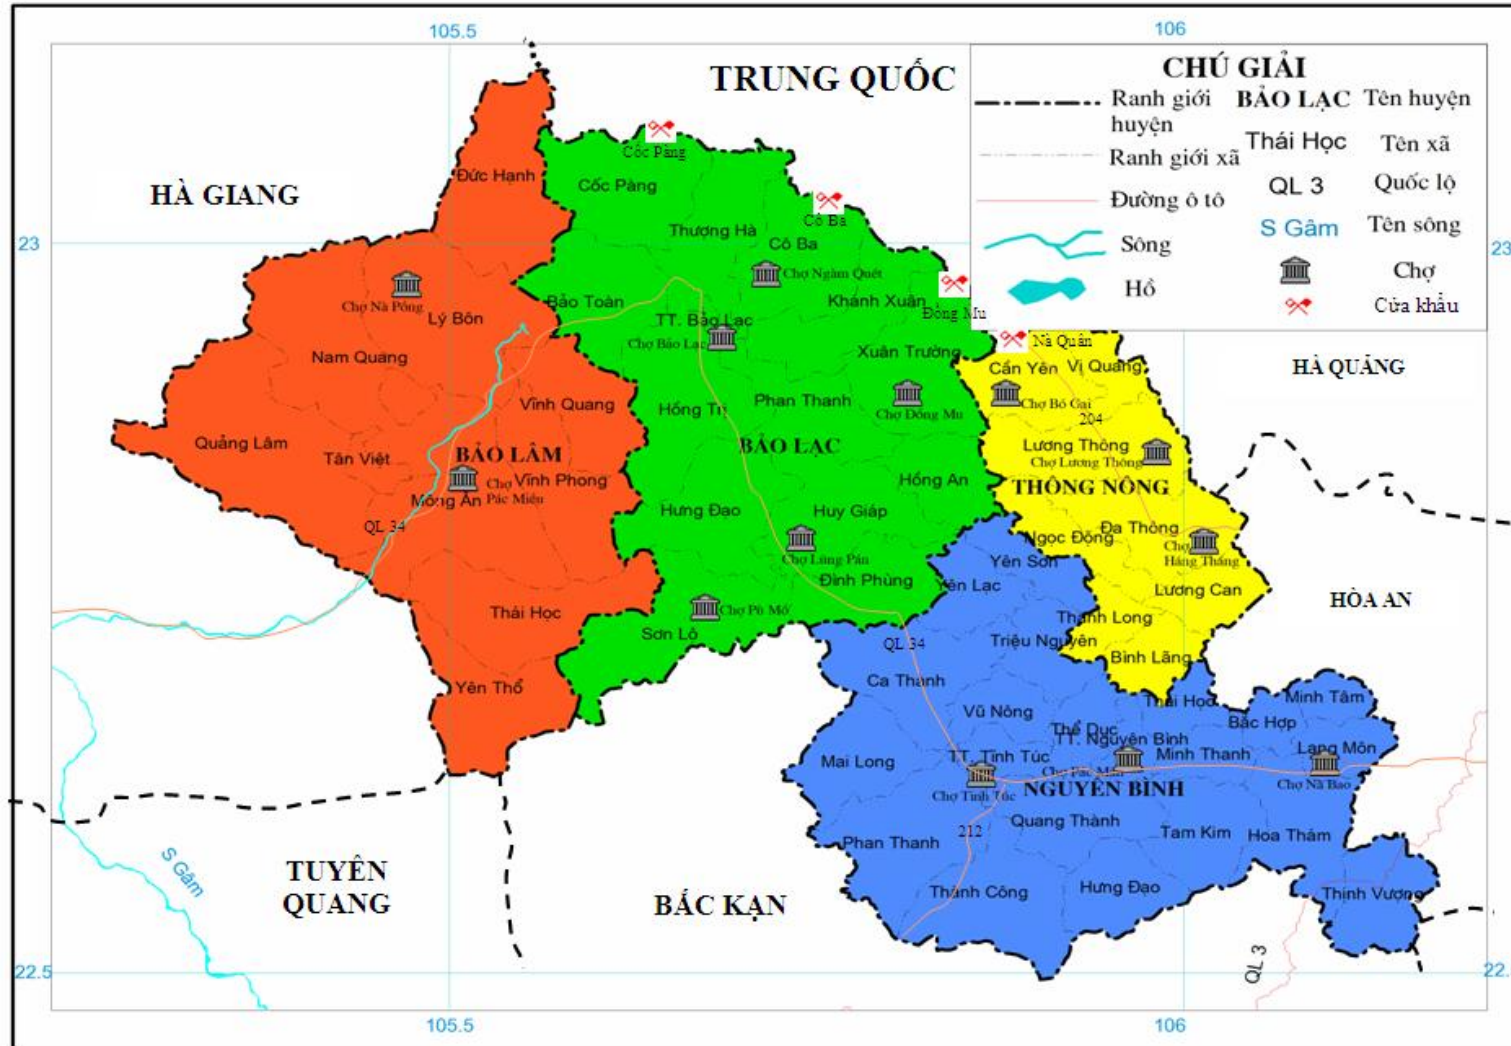 105.5
106
TRUNG QUỐC
CHÚ GIẢI
Ranh giới
huyện
BẢO LẠC
Tên huyện
Ranh giới xã
Thái Học
Tên xã
Đường ô tô
QL 3
Quốc lộ
Sông
S Gâm
Tên sông
Hồ
Chợ
Cửa khẩu
HÀ GIANG
23
23
Cốc Pàng
Đức Hạnh
Cốc Pàng
Cô Ba
Thượng Hà
Cô Ba
Chợ Ngàm Quét
Chợ Nà Pồng
Lý Bôn
Bảo Toàn
Khánh Xuân
Đồng Mu
TT. Bảo Lạc
Chợ Bảo Lạc
Nà Quân
Nam Quang
Xuân Trường
Cần Yên
Vị Quang
HÀ QUẢNG
Vĩnh Quang
Hồng Trị
Phan Thanh
Chợ Đồng Mu
Chợ Bó Gai
204
Quảng Lâm
Tân Việt
BẢO LÂM
BẢO LẠC
Lương Thông
Chợ Lương Thông
Chợ
Pác Miều
Vĩnh Phong
Mông Ân
Hồng An
THÔNG NÔNG
QL 34
Hưng Đạo
Huy Giáp
Ngọc Động
Đa Thông
Chợ
Háng Tháng
Chợ Lũng Pán
Yên Sơn
Đình Phùng
Yên Lạc
Lương Can
HÒA AN
Thái Học
Chợ Pù Mố
Sơn Lộ
Thanh Long
Triệu Nguyên
QL 34
Bình Lãng
Yên Thổ
Ca Thành
Thái Học
Minh Tâm
Vũ Nông
Thể Dục
Bắc Hợp
TT. Nguyên Bình
Lang Môn
Mai Long
TT. Tĩnh Túc
Minh Thanh
Chợ Tĩnh Túc
NGUYÊN BÌNH
Chợ Nà Bao
212
Quang Thành
Phan Thanh
Tam Kim
Hoa Thám
S Gâm
TUYÊN
QUANG
BẮC KẠN
Thành Công
Hưng Đạo
Thịnh Vượng
QL 3
22.5
105.5
106